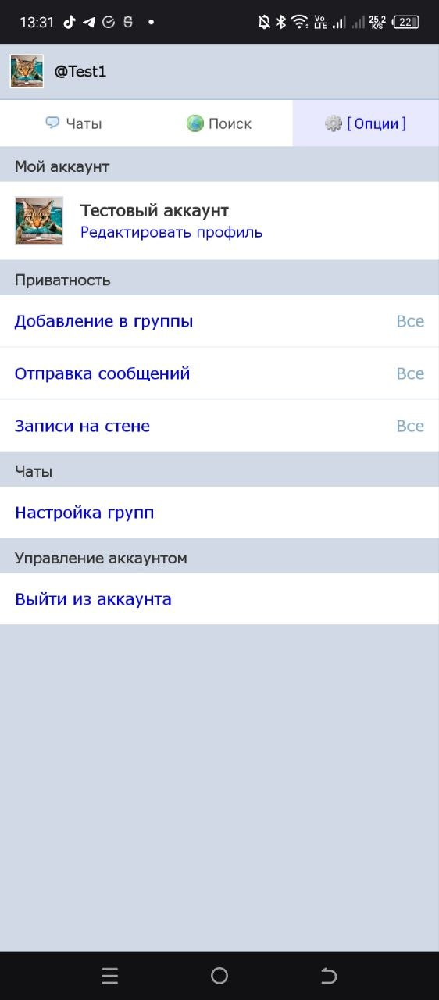 13:31 Vo LTE 25,2 K/S 22
@Test1
Чаты Поиск [ Опции ]
Мой аккаунт
Тестовый аккаунт
Редактировать профиль
Приватность
Добавление в группы Все
Отправка сообщений Все
Записи на стене Все
Чаты
Настройка групп
Управление аккаунтом
Выйти из аккаунта